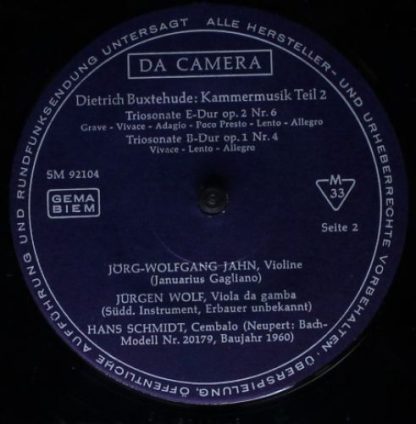 ALLE HERSTELLER- UND URHEBERRECHTE VORBEHALTEN · ÜBERSPIELUNG, ÖFFENTLICHE AUFFÜHRUNG UND RUNDFUNKSENDUNG UNTERSAGT
DA CAMERA
Dietrich Buxtehude: Kammermusik Teil 2
Triosonate E-Dur op. 2 Nr. 6
Grave - Vivace - Adagio - Poco Presto - Lento - Allegro
Triosonate B-Dur op. 1 Nr. 4
Vivace - Lento - Allegro
SM 92104
GEMA
BIEM
M
33
Seite 2
JÖRG-WOLFGANG JAHN, Violine
(Januarius Gagliano)
JÜRGEN WOLF, Viola da gamba
(Südd. Instrument, Erbauer unbekannt)
HANS SCHMIDT, Cembalo (Neupert: Bach-
Modell Nr. 20179, Baujahr 1960)